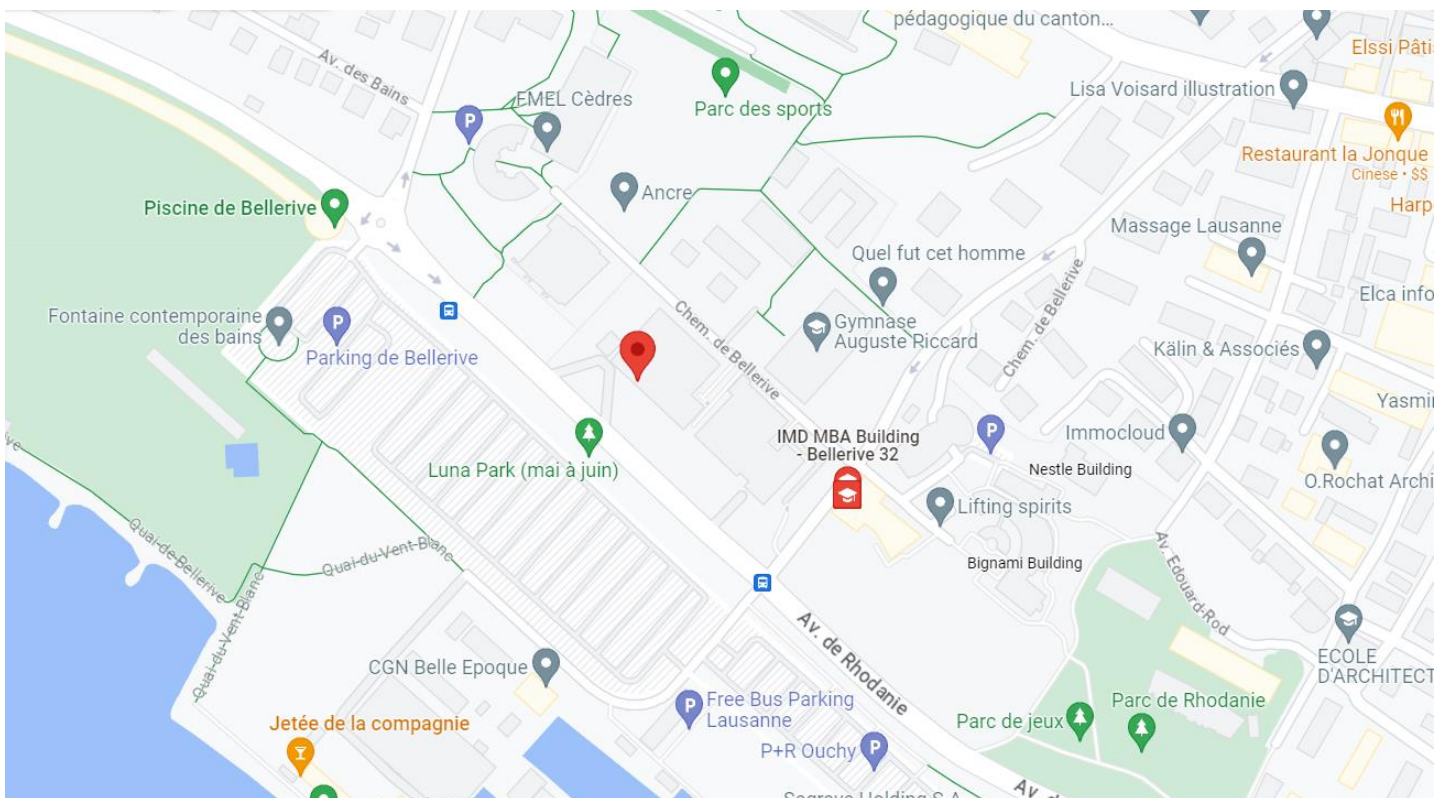 pédagogique du canton...
Elssi Pâti
Av. des Bains
EMEL Cèdres
Parc des sports
Lisa Voisard illustration
P
Restaurant la Jonque
Cinese • $$
Harp
Ancre
Piscine de Bellerive
Massage Lausanne
Quel fut cet homme
Elca info
Fontaine contemporaine
des bains
P
Parking de Bellerive
Chem. de Bellerive
Gymnase
Auguste Piccard
Chem. de Bellerive
Kälin & Associés
Yasmin
IMD MBA Building
- Bellerive 32
P
Immocloud
Luna Park (mai à juin)
Nestle Building
O.Rochat Archi
Lifting spirits
Quai-de-Bellerive
Quai-du-Vent-Blanc
Bignami Building
Av. Edouard-Rod
Quai-du-Vent-Blanc
Av. de Rhodanie
CGN Belle Epoque
ECOLE
D'ARCHITECT
Free Bus Parking
Lausanne
P
Parc de Rhodanie
Parc de jeux
Jetée de la compagnie
P+R Ouchy
P